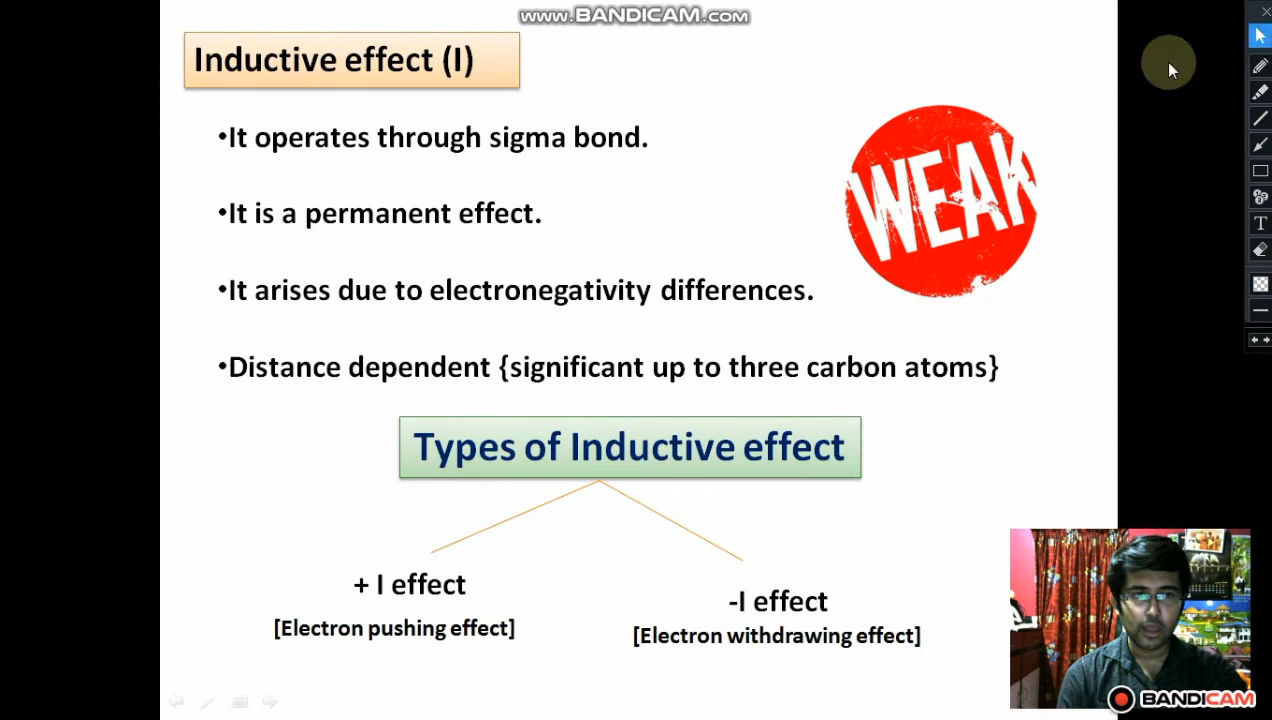 www.BANDICAM.com
Inductive effect (I)
•It operates through sigma bond.
•It is a permanent effect.
WEAK
•It arises due to electronegativity differences.
•Distance dependent {significant up to three carbon atoms}
Types of Inductive effect
+ I effect
[Electron pushing effect]
-I effect
[Electron withdrawing effect]
BANDICAM
T